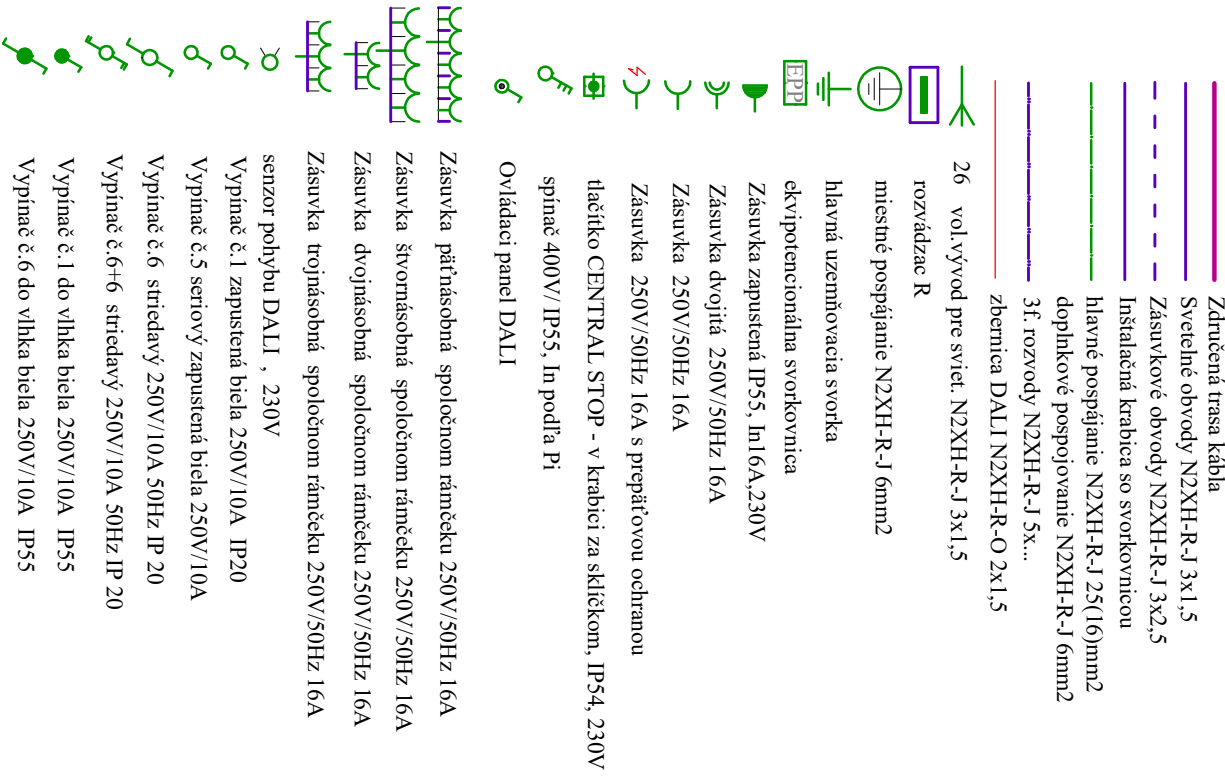 Združená trasa kábla
Svetelné obvody N2XH-R-J 3x1,5
Zásuvkové obvody N2XH-R-J 3x2,5
Inštalačná krabica so svorkovnicou
hlavné pospájanie N2XH-R-J 25(16)mm2
doplnkové pospojovanie N2XH-R-J 6mm2
3f. rozvody N2XH-R-J 5x...
zbernica DALI N2XH-R-O 2x1,5
26 vol.vývod pre sviet. N2XH-R-J 3x1,5
rozvádzac R
miestné pospájanie N2XH-R-J 6mm2
hlavná uzemňovacia svorka
EPP ekvipotencionálna svorkovnica
Zásuvka zapustená IP55, In16A,230V
Zásuvka dvojitá 250V/50Hz 16A
Zásuvka 250V/50Hz 16A
Zásuvka 250V/50Hz 16A s prepäťovou ochranou
tlačítko CENTRAL STOP - v krabici za sklíčkom, IP54, 230V
spínač 400V/ IP55, In podľa Pi
Ovládaci panel DALI
Zásuvka päťnásobná spoločnom rámčeku 250V/50Hz 16A
Zásuvka štvornásobná spoločnom rámčeku 250V/50Hz 16A
Zásuvka dvojnásobná spoločnom rámčeku 250V/50Hz 16A
Zásuvka trojnásobná spoločnom rámčeku 250V/50Hz 16A
senzor pohybu DALI , 230V
Vypínač č.1 zapustená biela 250V/10A IP20
Vypínač č.5 seriový zapustená biela 250V/10A
Vypínač č.6 striedavý 250V/10A 50Hz IP 20
Vypínač č.6+6 striedavý 250V/10A 50Hz IP 20
Vypínač č.1 do vlhka biela 250V/10A IP55
Vypínač č.6 do vlhka biela 250V/10A IP55